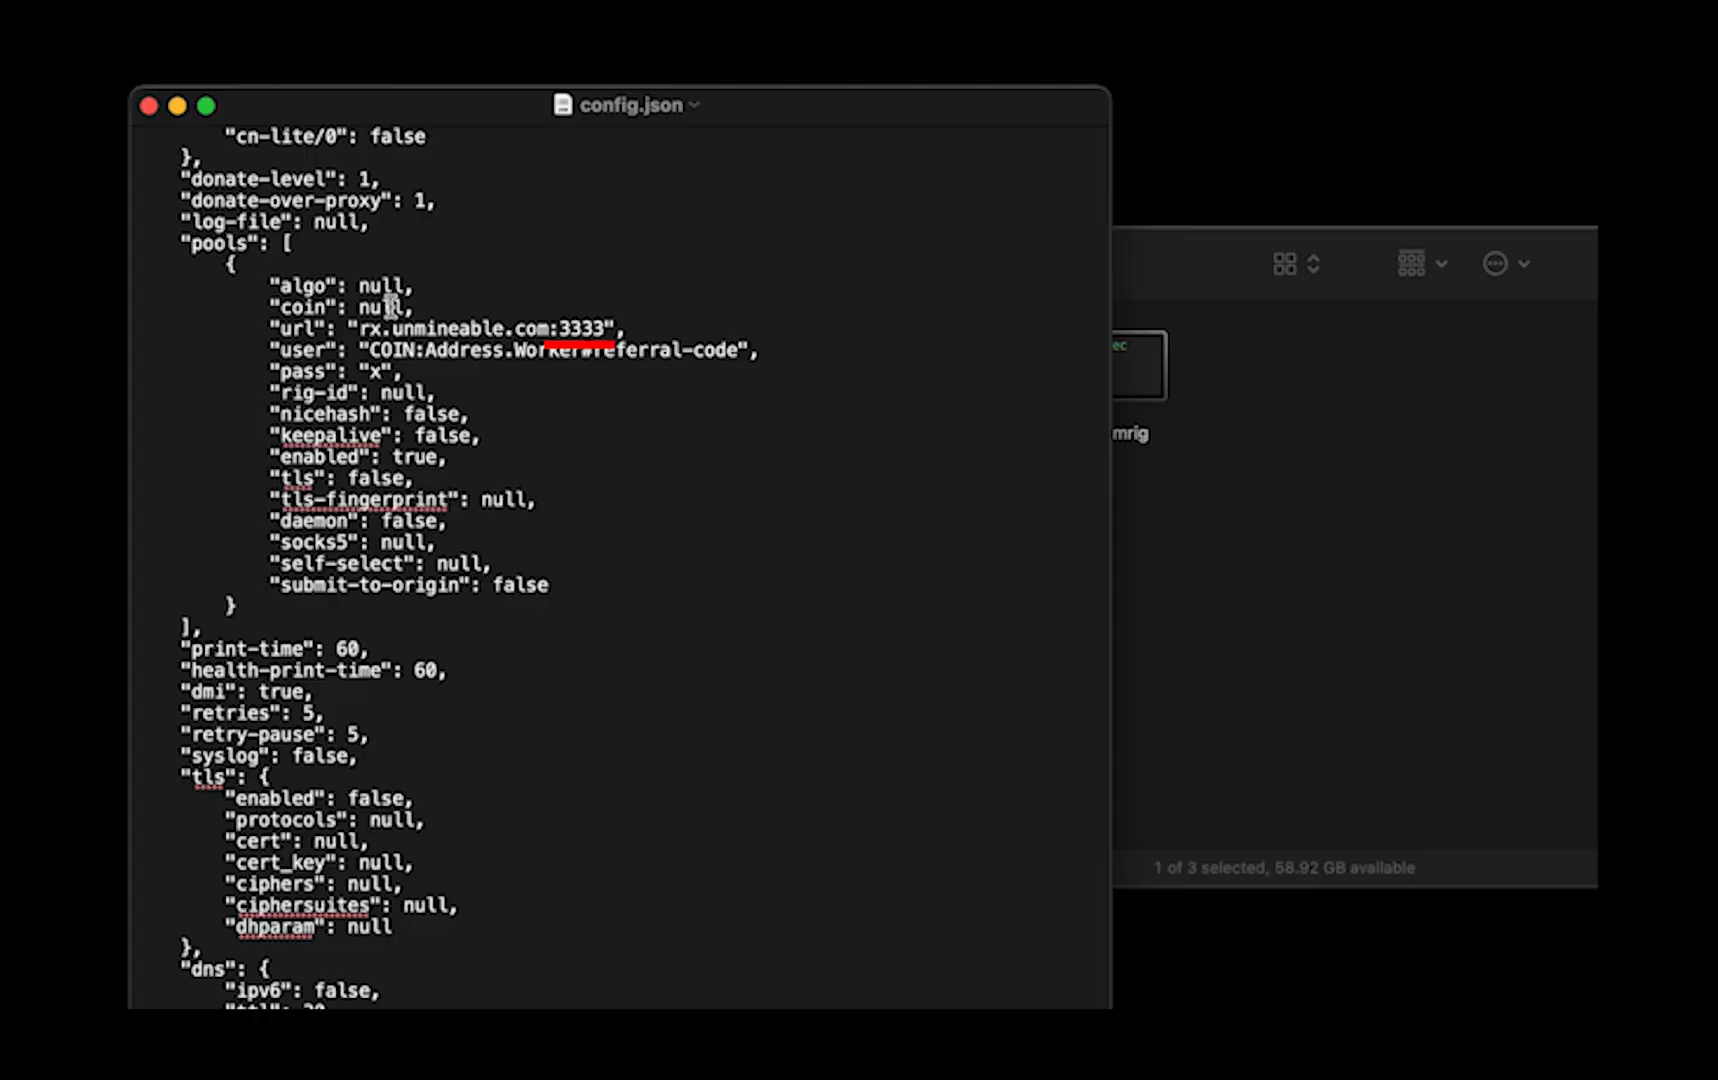 config.json
"cn-lite/0": false
},
"donate-level": 1,
"donate-over-proxy": 1,
"log-file": null,
"pools": [
{
"algo": null,
"coin": null,
"url": "rx.unmineable.com:3333",
"user": "COIN:Address.Worker#referral-code",
"pass": "x",
"rig-id": null,
"nicehash": false,
"keepalive": false,
"enabled": true,
"tls": false,
"tls-fingerprint": null,
"daemon": false,
"socks5": null,
"self-select": null,
"submit-to-origin": false
}
],
"print-time": 60,
"health-print-time": 60,
"dmi": true,
"retries": 5,
"retry-pause": 5,
"syslog": false,
"tls": {
"enabled": false,
"protocols": null,
"cert": null,
"cert_key": null,
"ciphers": null,
"ciphersuites": null,
"dhparam": null
},
"dns": {
"ipv6": false,
ec
mrig
1 of 3 selected, 58.92 GB available